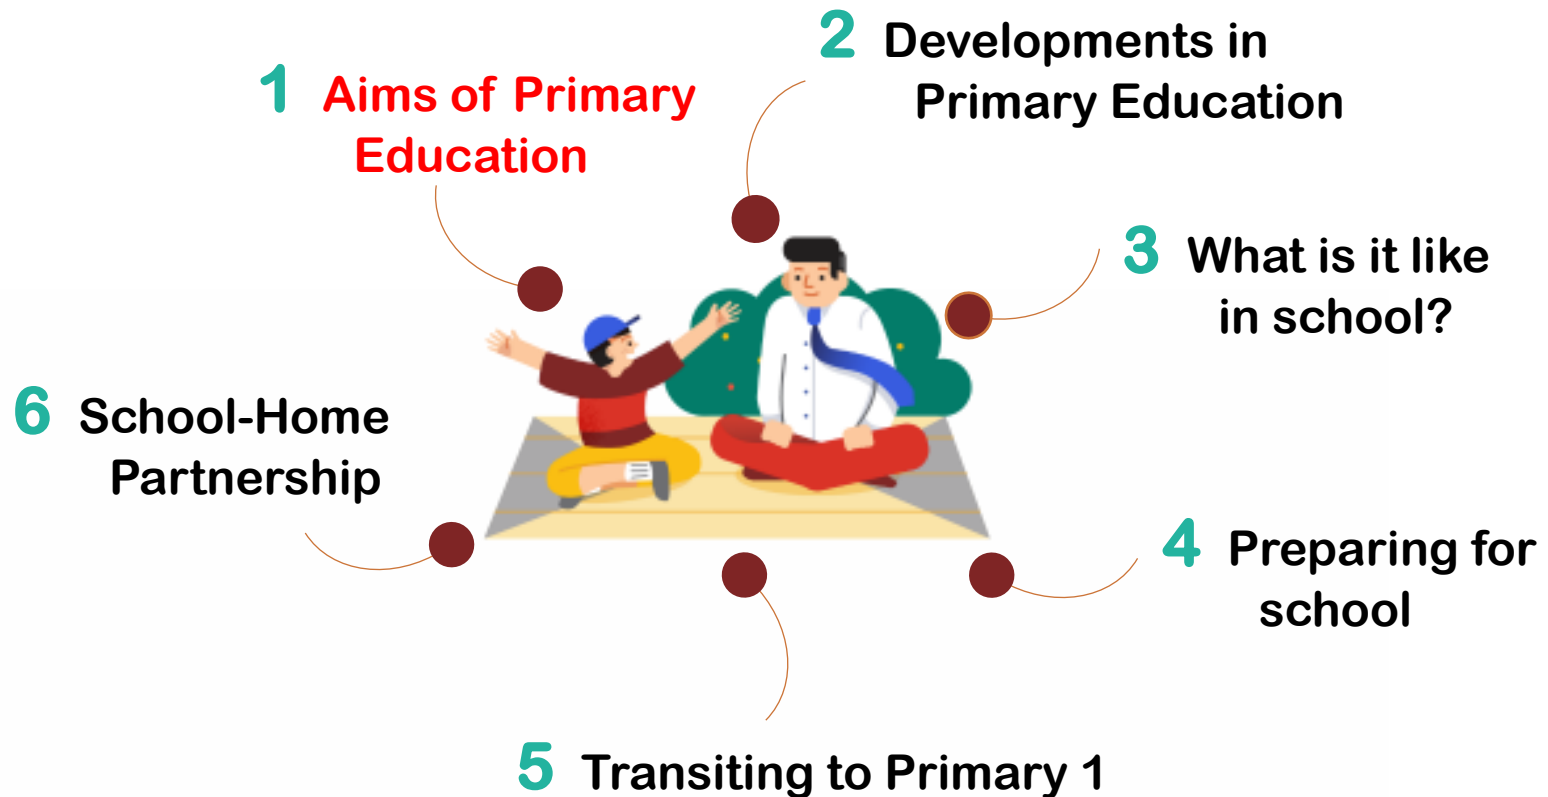 1 Aims of Primary
Education
2 Developments in
Primary Education
3 What is it like
in school?
4 Preparing for
school
5 Transiting to Primary 1
6 School-Home
Partnership